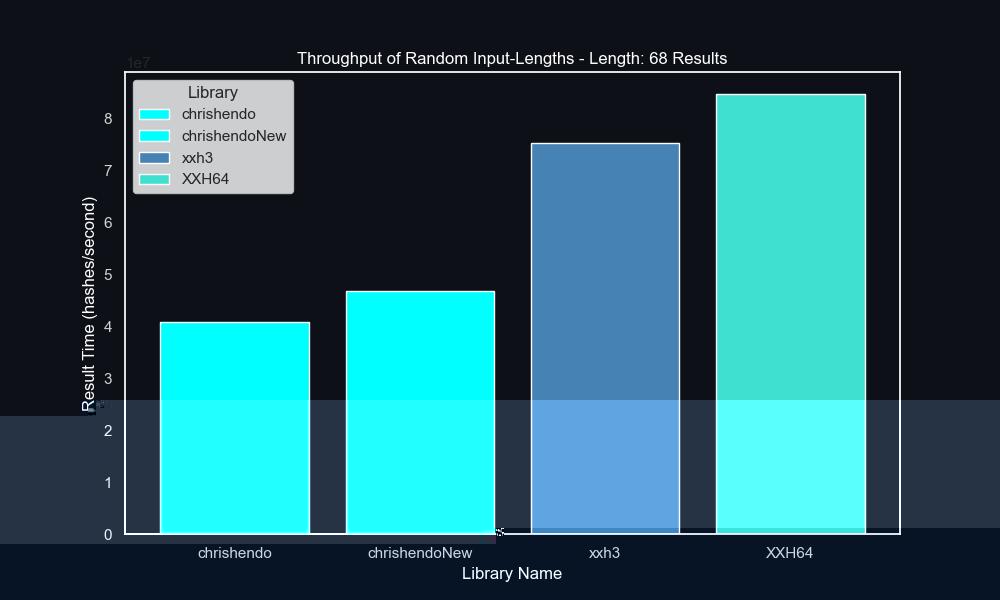 Throughput of Random Input-Lengths - Length: 68 Results
1e7
Library
chrishendo
chrishendoNew
xxh3
XXH64
8
7
6
5
4
3
2
1
0
Result Time (hashes/second)
chrishendo chrishendoNew xxh3 XXH64
Library Name